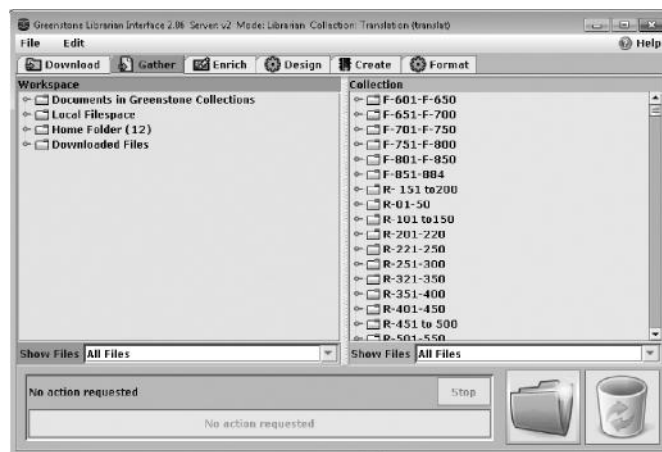 Greenstone Librarian Interface 2.86 Server: v2 Mode: Librarian Collection: Translation (translat)
File Edit Help
Download Gather Enrich Design Create Format
Workspace
Documents in Greenstone Collections
Local Filespace
Home Folder (12)
Downloaded Files
Show Files All Files
Collection
F-601-F-650
F-651-F-700
F-701-F-750
F-751-F-800
F-801-F-850
F-851-884
R- 151 to200
R-01-50
R-101 to150
R-201-220
R-221-250
R-251-300
R-321-350
R-351-400
R-401-450
R-451 to 500
R-501-550
Show Files All Files
No action requested Stop
No action requested